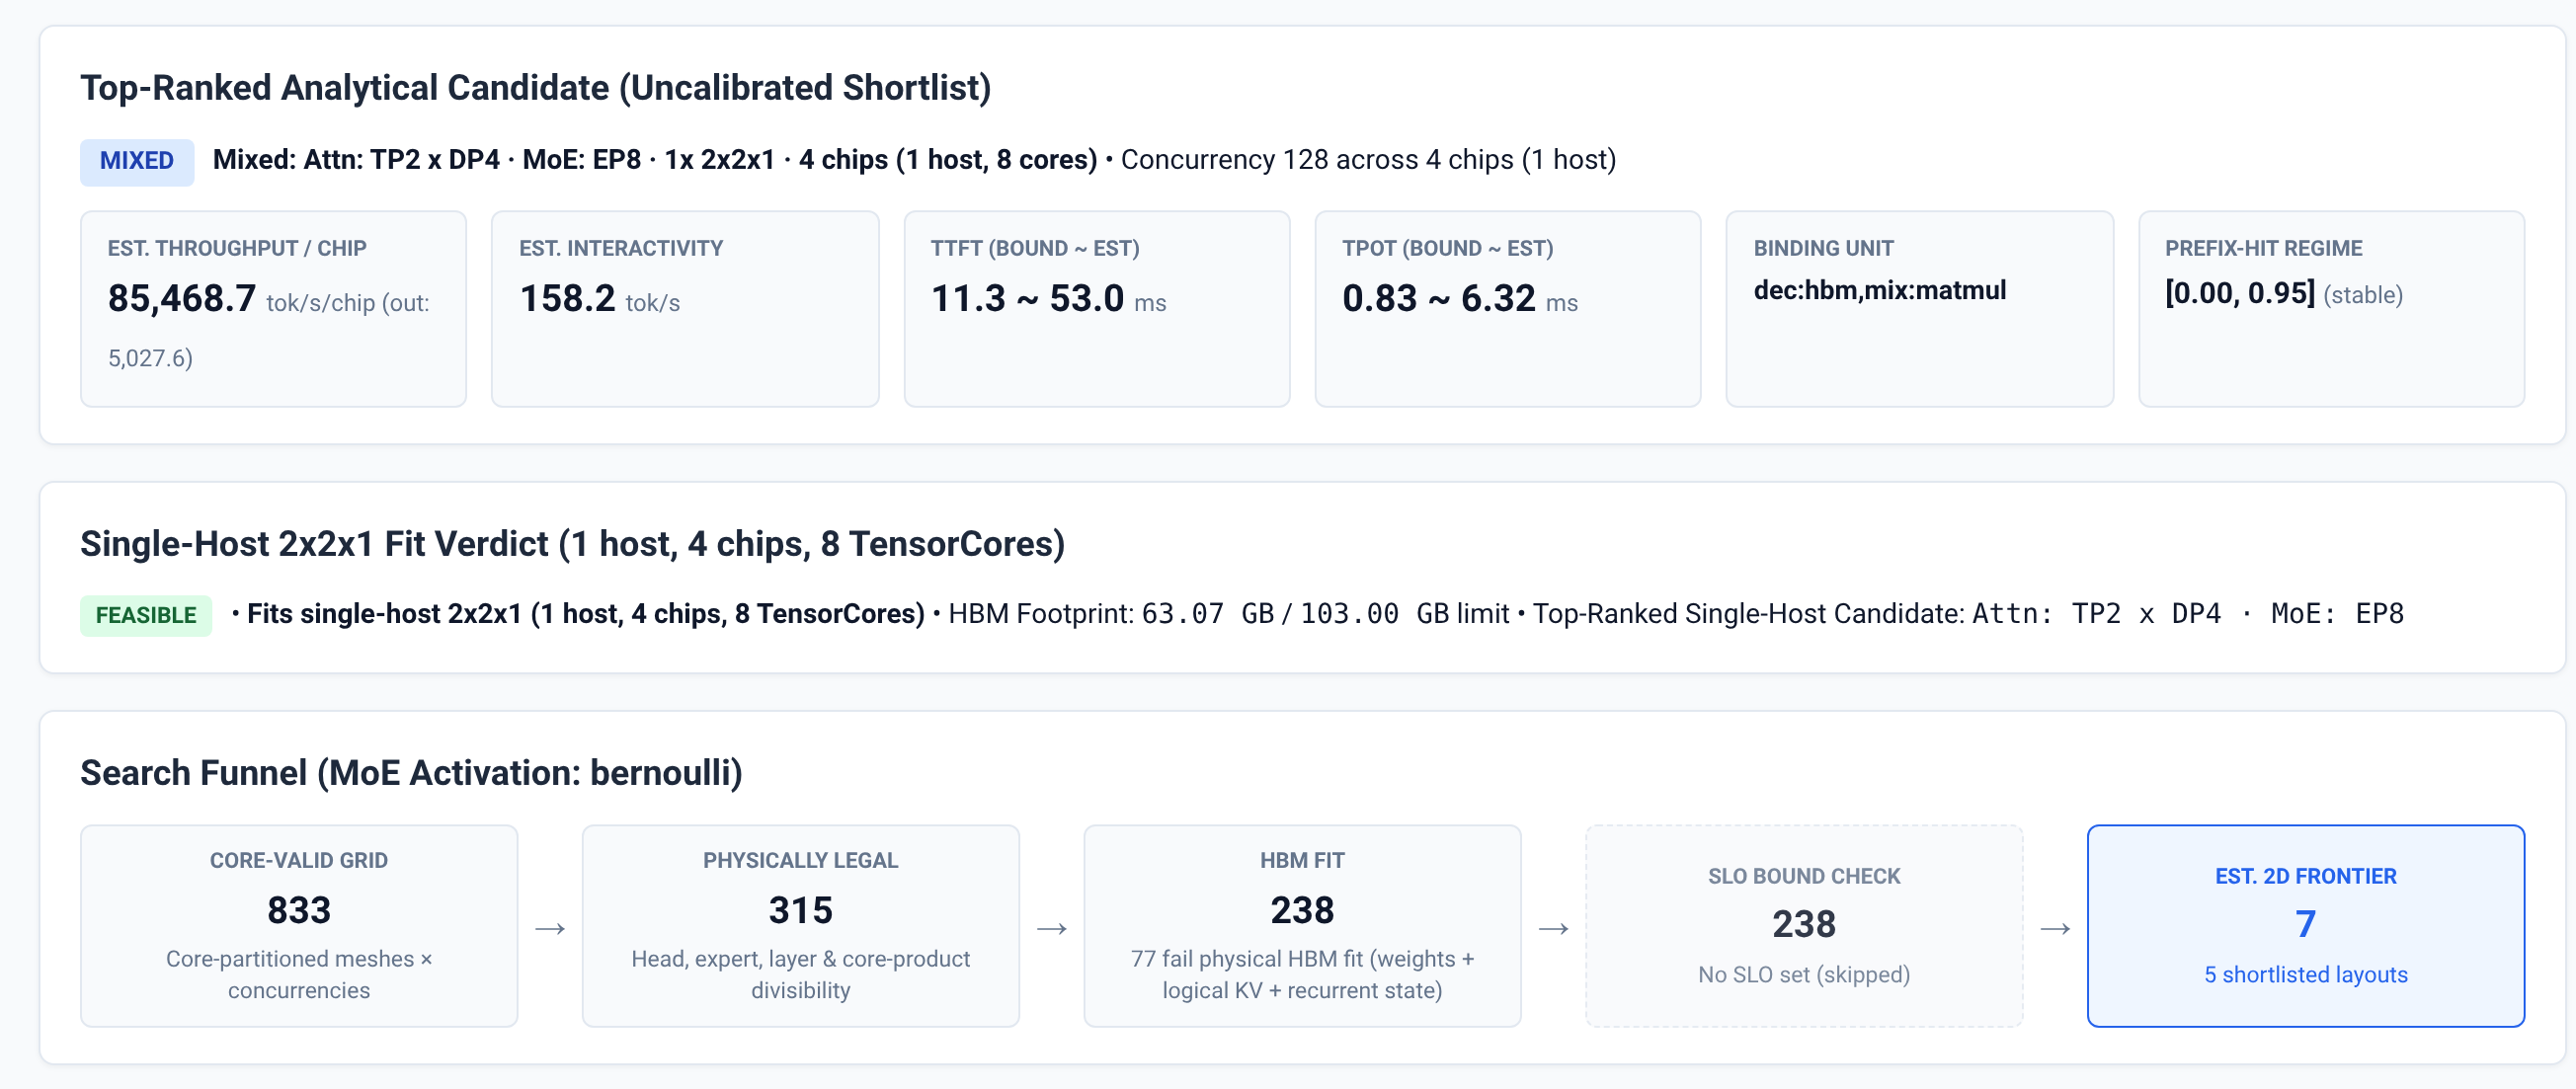 Top-Ranked Analytical Candidate (Uncalibrated Shortlist)
MIXED Mixed: Attn: TP2 x DP4 · MoE: EP8 · 1x 2x2x1 · 4 chips (1 host, 8 cores) • Concurrency 128 across 4 chips (1 host)
EST. THROUGHPUT / CHIP
85,468.7 tok/s/chip (out:
5,027.6)
EST. INTERACTIVITY
158.2 tok/s
TTFT (BOUND ~ EST)
11.3 ~ 53.0 ms
TPOT (BOUND ~ EST)
0.83 ~ 6.32 ms
BINDING UNIT
dec:hbm,mix:matmul
PREFIX-HIT REGIME
[0.00, 0.95] (stable)
Single-Host 2x2x1 Fit Verdict (1 host, 4 chips, 8 TensorCores)
FEASIBLE • Fits single-host 2x2x1 (1 host, 4 chips, 8 TensorCores) • HBM Footprint: 63.07 GB / 103.00 GB limit • Top-Ranked Single-Host Candidate: Attn: TP2 x DP4 · MoE: EP8
Search Funnel (MoE Activation: bernoulli)
CORE-VALID GRID
833
Core-partitioned meshes ×
concurrencies
→
PHYSICALLY LEGAL
315
Head, expert, layer & core-product
divisibility
→
HBM FIT
238
77 fail physical HBM fit (weights +
logical KV + recurrent state)
→
SLO BOUND CHECK
238
No SLO set (skipped)
→
EST. 2D FRONTIER
7
5 shortlisted layouts